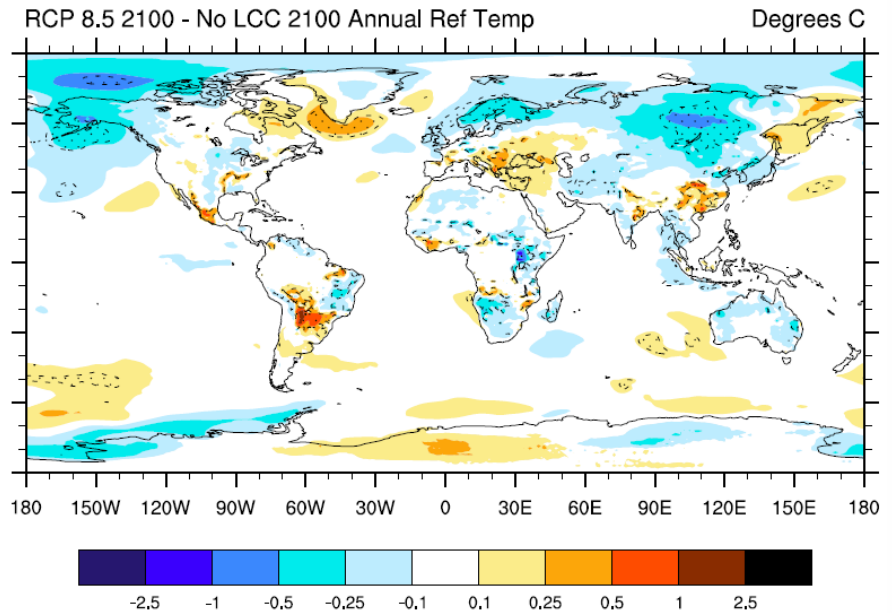 RCP 8.5 2100 - No LCC 2100 Annual Ref Temp Degrees C
180 150W 120W 90W 60W 30W 0 30E 60E 90E 120E 150E 180
-2.5 -1 -0.5 -0.25 -0.1 0.1 0.25 0.5 1 2.5